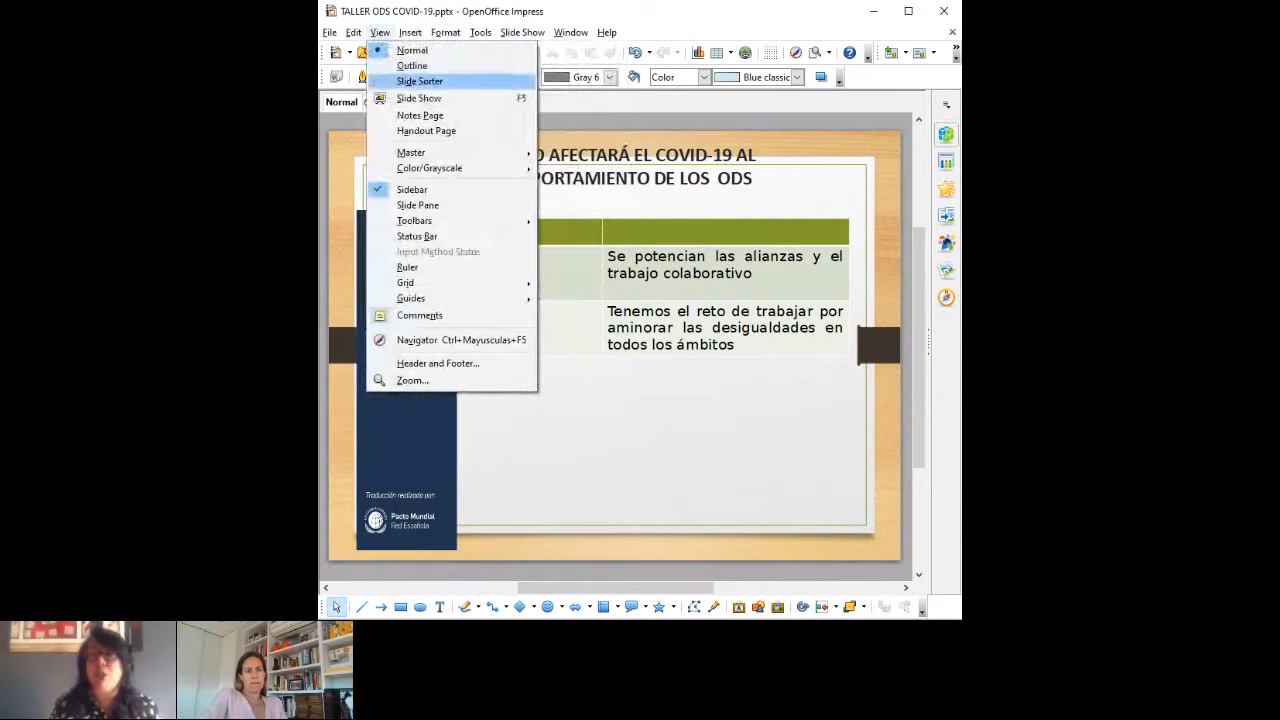 TALLER ODS COVID-19.pptx - OpenOffice Impress
File Edit View Insert Format Tools Slide Show Window Help
Gray 6 Color Blue classic
Normal
Normal
Outline
Slide Sorter
Slide Show F5
Notes Page
Handout Page
Master
Color/Grayscale
Sidebar
Slide Pane
Toolbars
Status Bar
Input Method Status
Ruler
Grid
Guides
Comments
Navigator Ctrl+Mayusculas+F5
Header and Footer...
Zoom...
O AFECTARÁ EL COVID-19 AL
PORTAMIENTO DE LOS ODS
Se potencian las alianzas y el
trabajo colaborativo
Tenemos el reto de trabajar por
aminorar las desigualdades en
todos los ámbitos
Traducción realizada por:
Pacto Mundial
Red Española